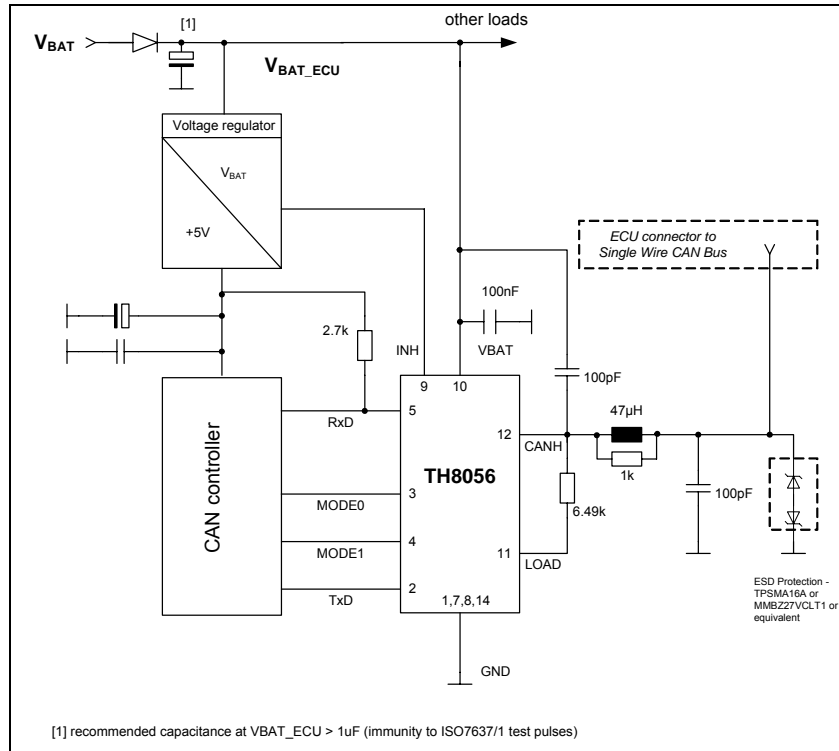 [1]
other loads
VBAT
VBAT_ECU
Voltage regulator
VBAT
+5V
ECU connector to
Single Wire CAN Bus
100nF
2.7k
INH
VBAT
9
10
100pF
47µH
5
RxD
12
CANH
1k
TH8056
CAN controller
3
MODE0
100pF
6.49k
4
MODE1
11
LOAD
2
TxD
1,7,8,14
ESD Protection -
TPSMA16A or
MMBZ27VCLT1 or
equivalent
GND
[1] recommended capacitance at VBAT_ECU > 1uF (immunity to ISO7637/1 test pulses)